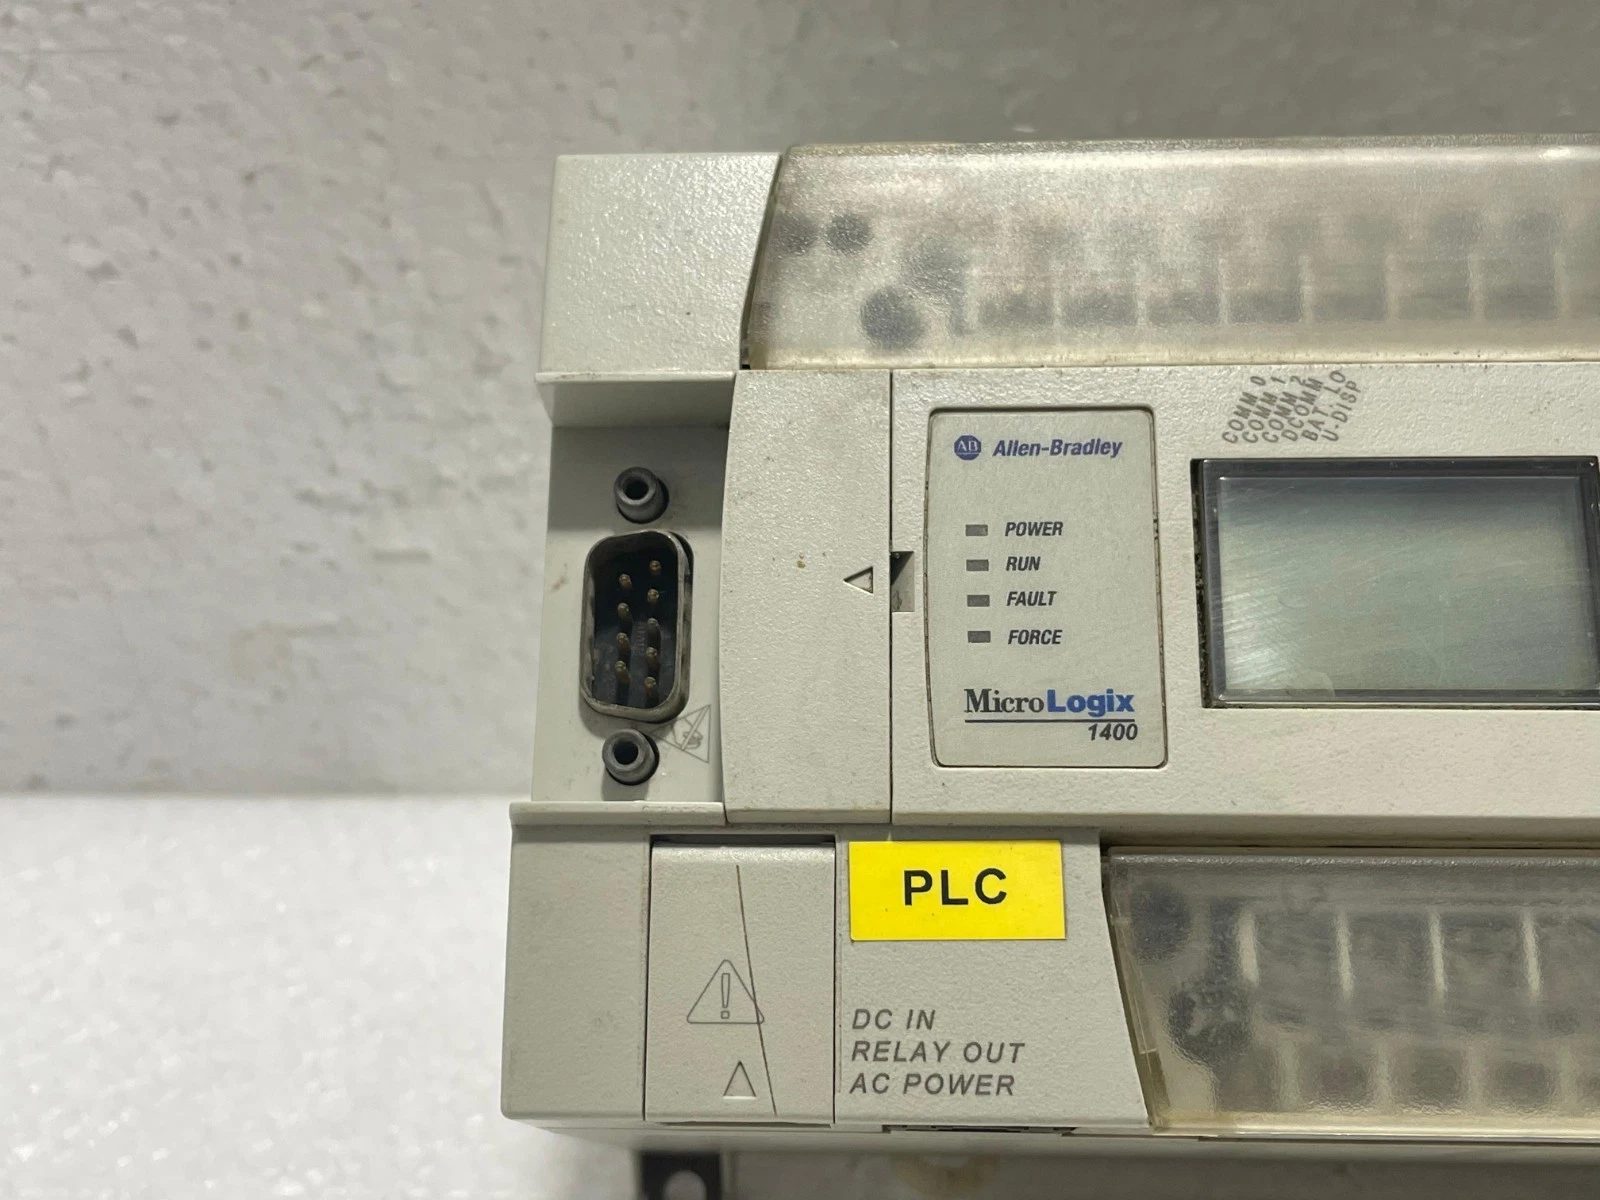 COMM 0
COMM 1
COMM 2
DCOMM
BAT LO
U-DISP
AB Allen-Bradley
POWER
RUN
FAULT
FORCE
MicroLogix
1400
PLC
DC IN
RELAY OUT
AC POWER